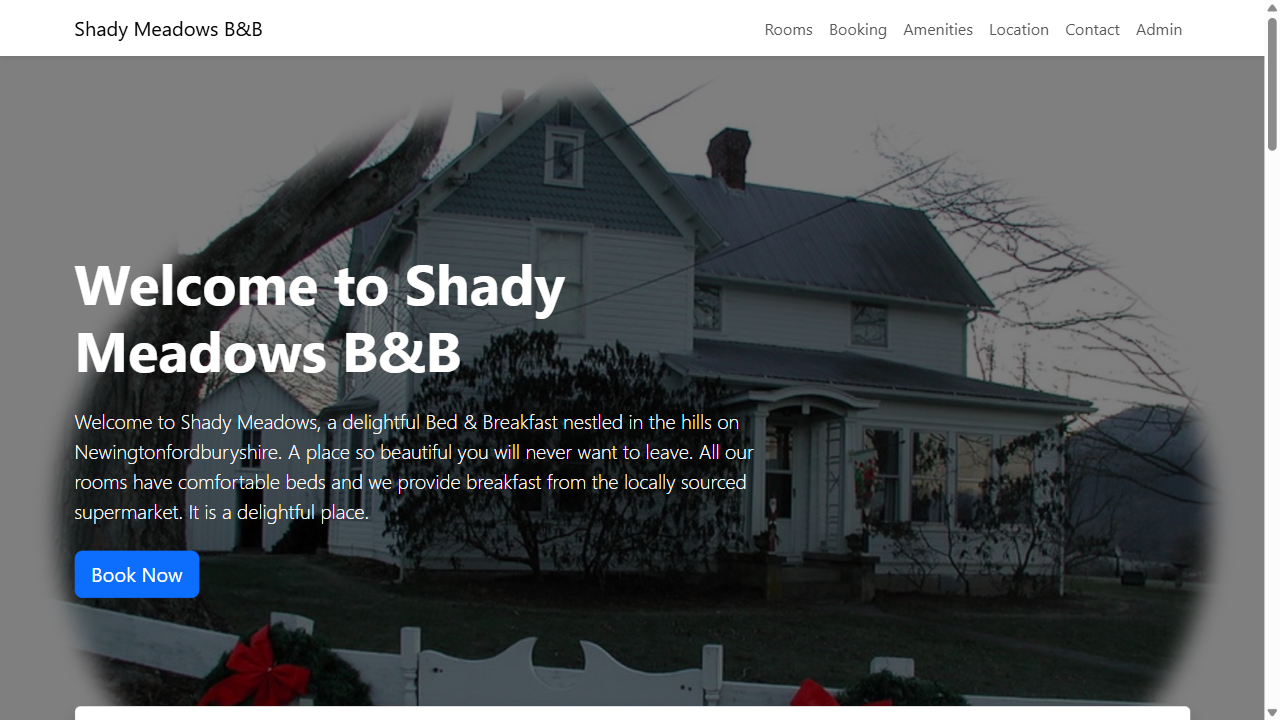 Shady Meadows B&B
Rooms Booking Amenities Location Contact Admin
Welcome to Shady
Meadows B&B
Welcome to Shady Meadows, a delightful Bed & Breakfast nestled in the hills on
Newingtonfordburyshire. A place so beautiful you will never want to leave. All our
rooms have comfortable beds and we provide breakfast from the locally sourced
supermarket. It is a delightful place.
Book Now